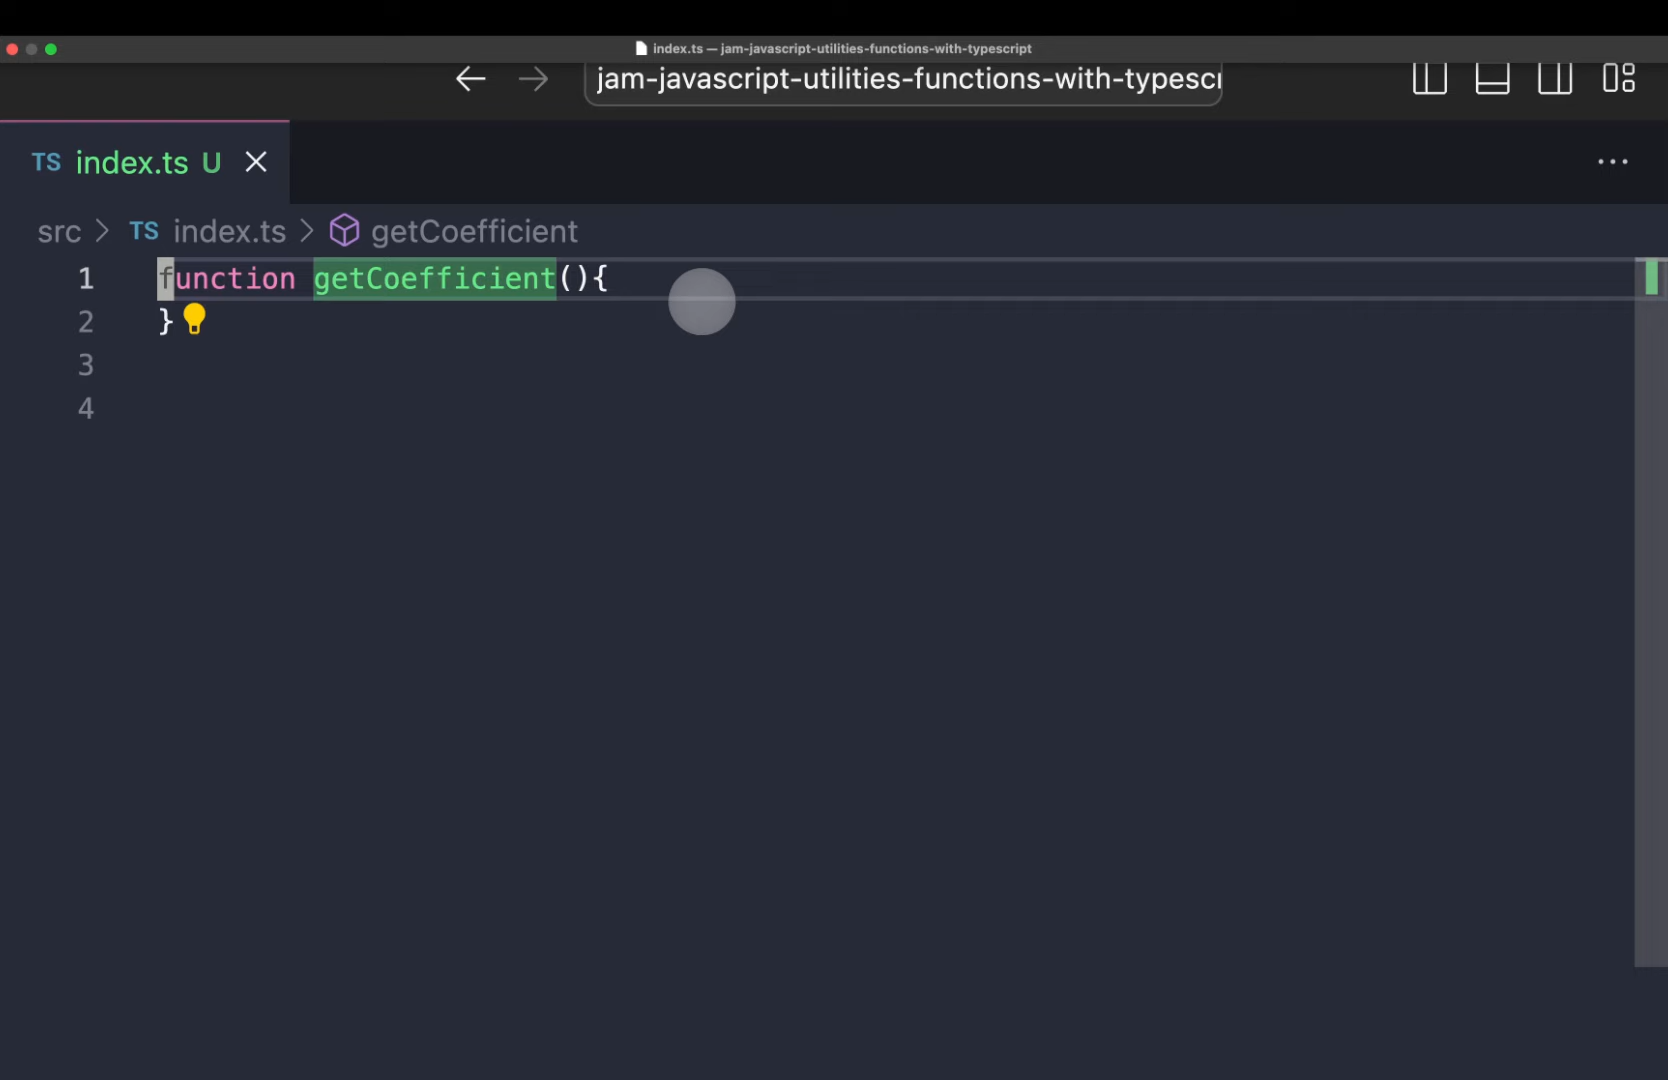 index.ts — jam-javascript-utilities-functions-with-typescript
jam-javascript-utilities-functions-with-typescr
TS index.ts U
src > TS index.ts > getCoefficient
1 function getCoefficient(){
2 }
3
4